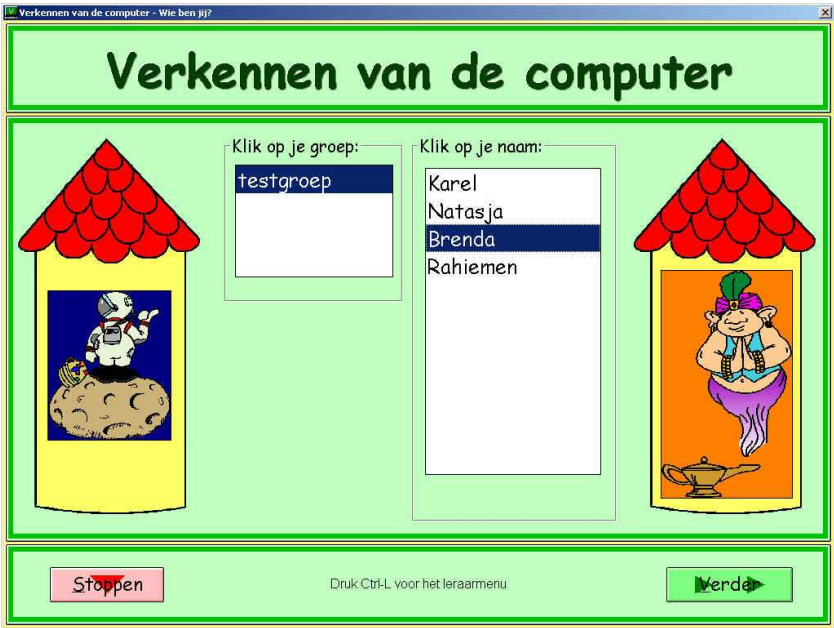 Verkennen van de computer - Wie ben jij?
Verkennen van de computer
Klik op je groep:
testgroep
Klik op je naam:
Karel
Natasja
Brenda
Rahiemen
Stoppen
Druk Ctrl-L voor het leraarmenu
Verder